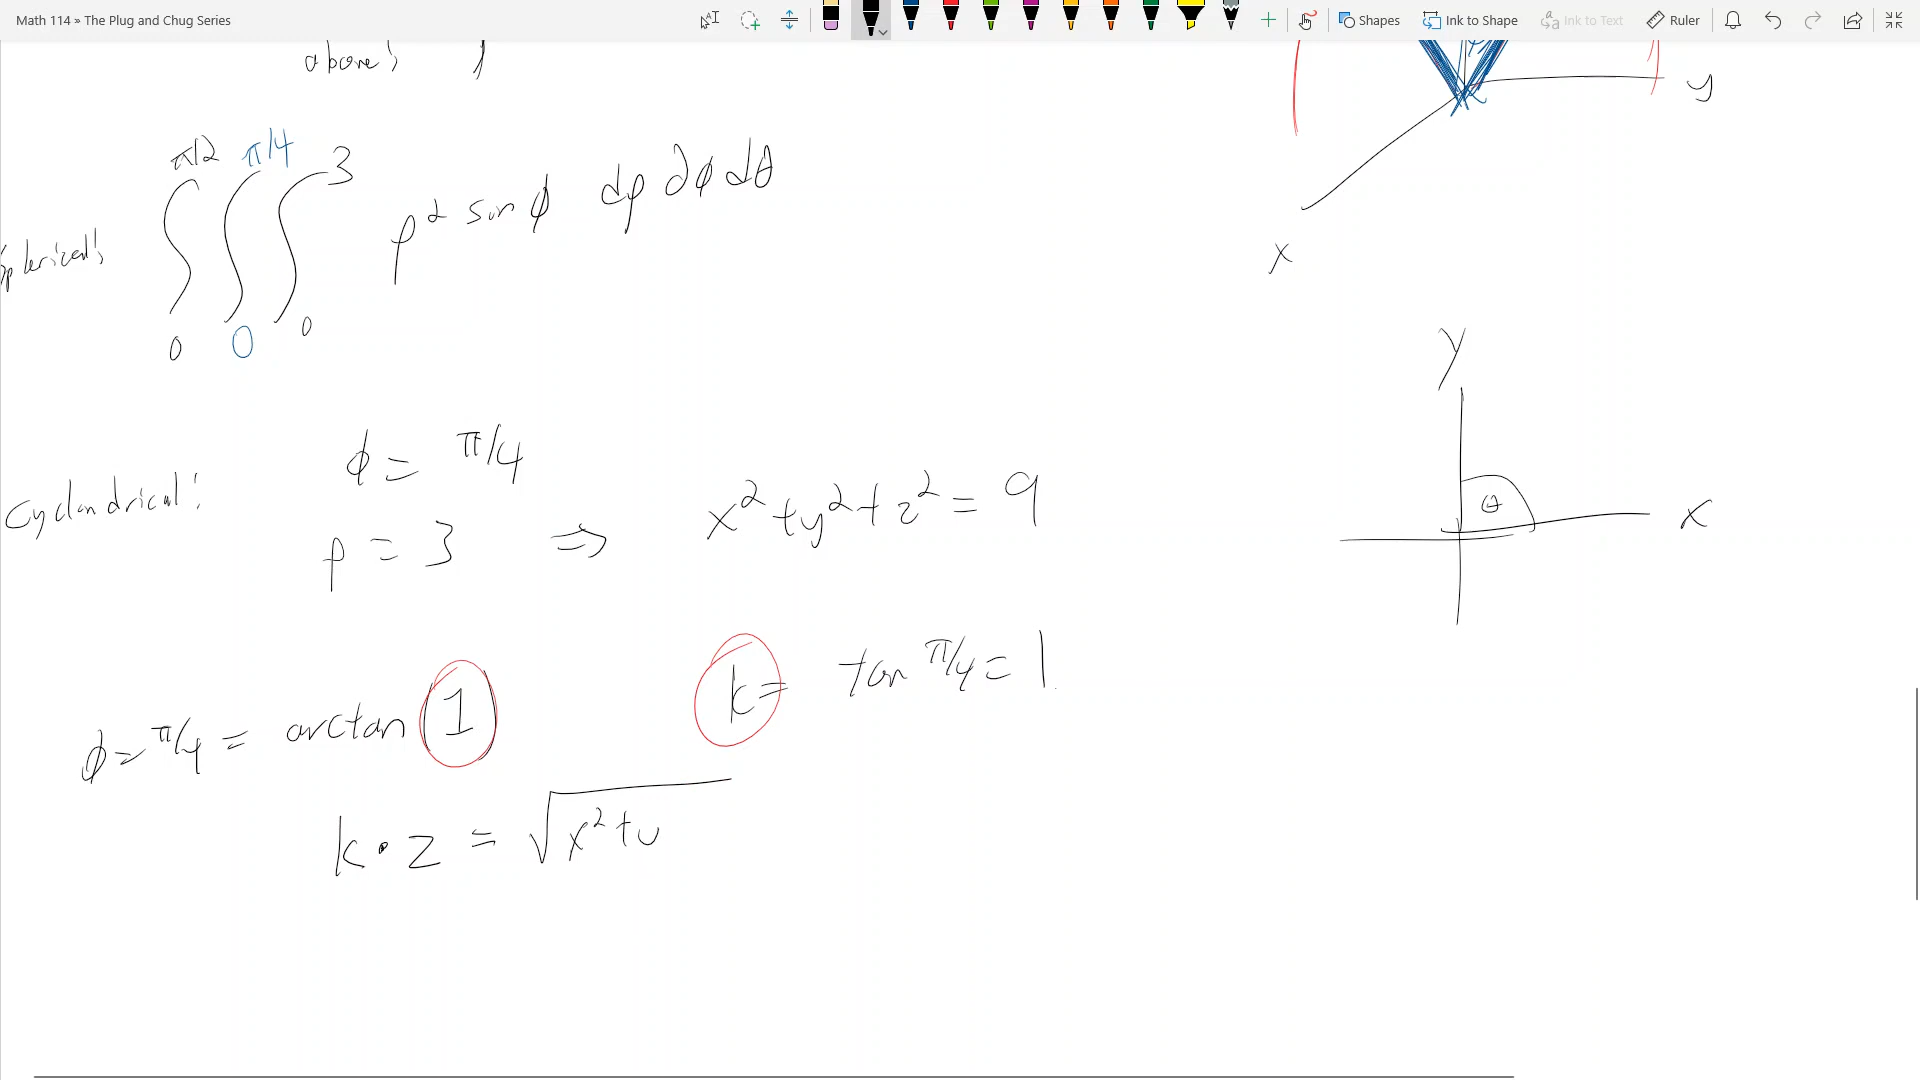 Math 114 » The Plug and Chug Series
Shapes Ink to Shape Ink to Text Ruler
above:
y
x
π/2 π/4 3
Spherical: ∫∫∫ ρ² sin φ dρ dφ dθ
0 0 0
y
φ = π/4
Cylindrical: ρ = 3 ⇒ x² + y² + z² = 9
θ x
k = tan π/4 = 1
φ = π/4 = arctan 1
k · z = √x² + y